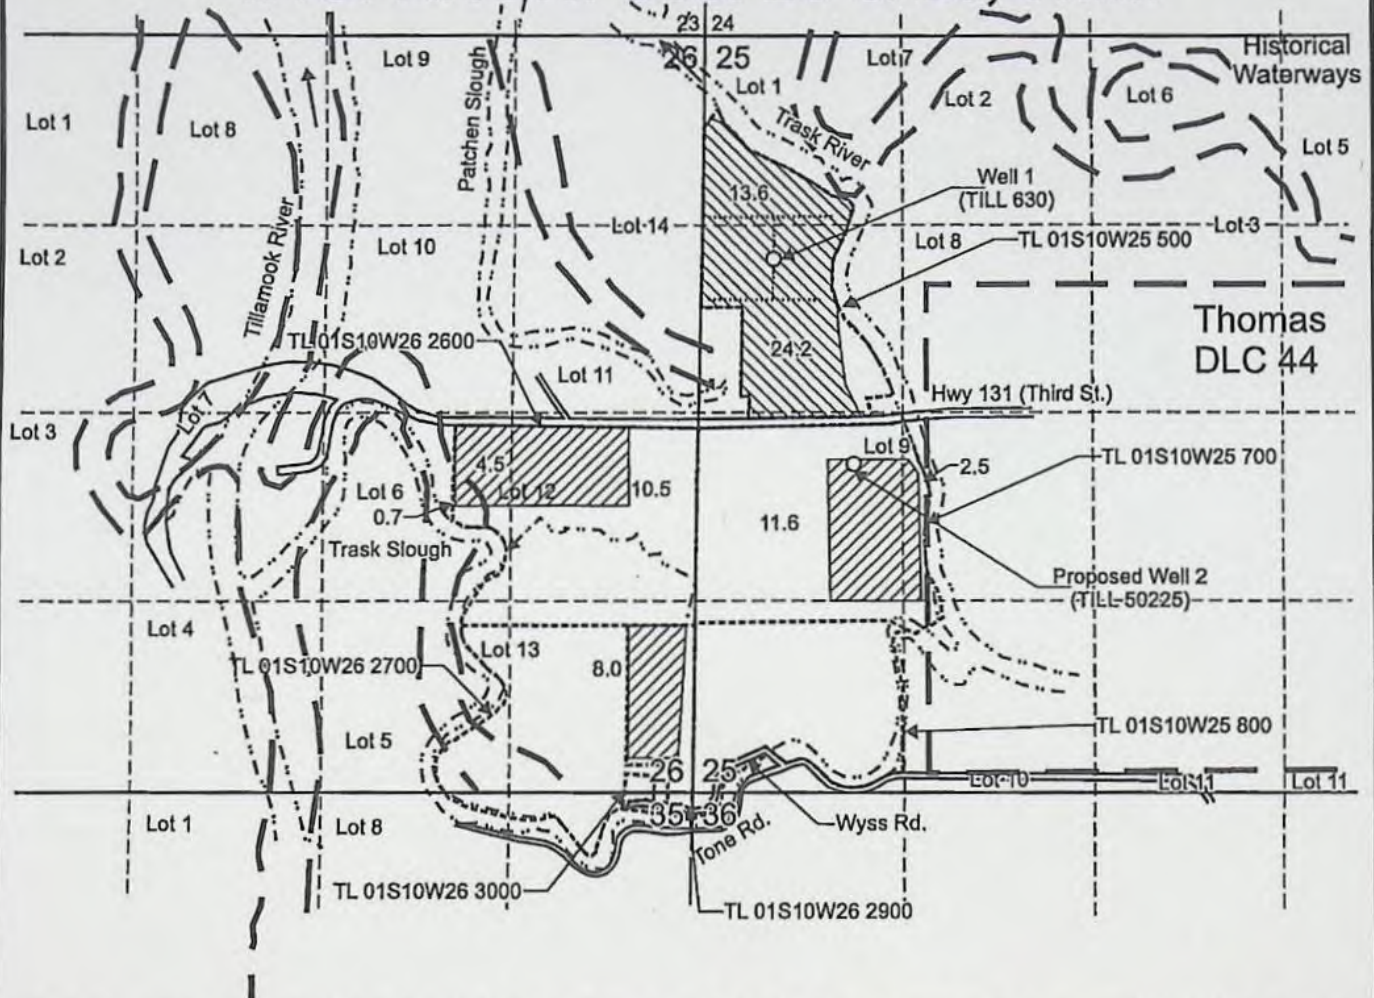 23 24
26 25
Historical
Waterways
Lot 9
Lot 7
Lot 1
Lot 2
Lot 6
Lot 1
Lot 8
Patchen Slough
Trask River
Lot 5
Well 1
(TILL 630)
13.6
Lot 14
Lot 3
Lot 2
Tillamook River
Lot 10
Lot 8
TL 01S10W25 500
Thomas
DLC 44
TL 01S10W26 2600
24.2
Lot 11
Hwy 131 (Third St.)
Lot 7
Lot 3
Lot 9
4.5
2.5
TL 01S10W25 700
Lot 6
Lot 12
10.5
0.7
11.6
Trask Slough
Proposed Well 2
(TILL 50225)
Lot 4
Lot 13
TL 01S10W26 2700
8.0
TL 01S10W25 800
Lot 5
26 25
35 36
Lot 10
Lot 11
Lot 11
Lot 1
Lot 8
Tone Rd.
Wyss Rd.
TL 01S10W26 3000
TL 01S10W26 2900